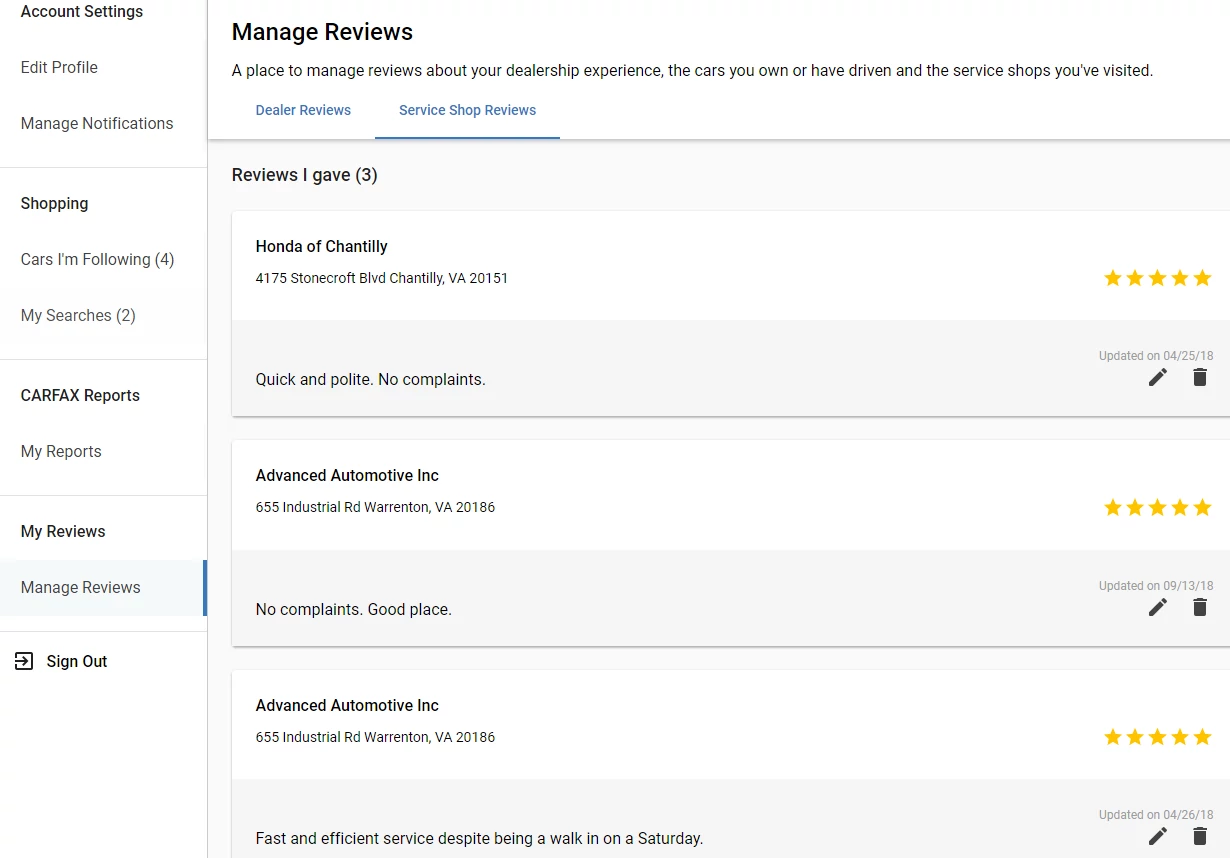 Account Settings
Edit Profile
Manage Notifications
Shopping
Cars I'm Following (4)
My Searches (2)
CARFAX Reports
My Reports
My Reviews
Manage Reviews
Sign Out
Manage Reviews
A place to manage reviews about your dealership experience, the cars you own or have driven and the service shops you've visited.
Dealer Reviews Service Shop Reviews
Reviews I gave (3)
Honda of Chantilly
4175 Stonecroft Blvd Chantilly, VA 20151
Updated on 04/25/18
Quick and polite. No complaints.
Advanced Automotive Inc
655 Industrial Rd Warrenton, VA 20186
Updated on 09/13/18
No complaints. Good place.
Advanced Automotive Inc
655 Industrial Rd Warrenton, VA 20186
Updated on 04/26/18
Fast and efficient service despite being a walk in on a Saturday.